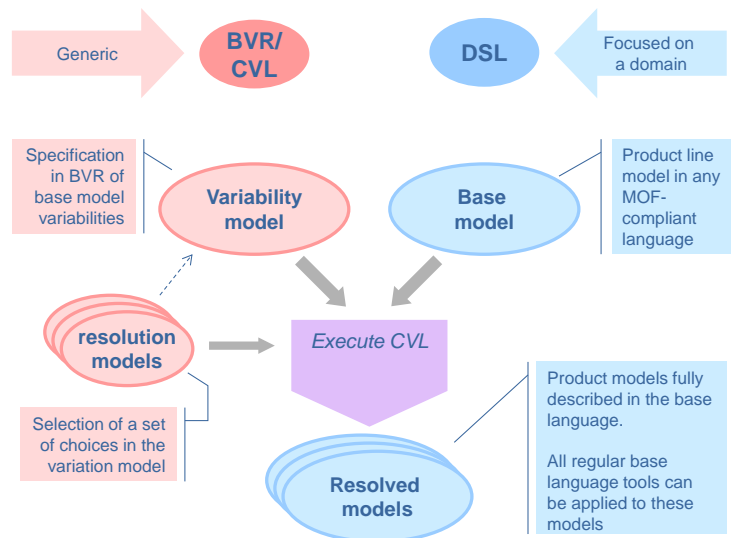 Generic
BVR/
CVL
DSL
Focused on
a domain
Specification
in BVR of
base model
variabilities
Variability
model
Base
model
Product line
model in any
MOF-
compliant
language
resolution
models
Execute CVL
Selection of a set
of choices in the
variation model
Resolved
models
Product models fully
described in the base
language.
All regular base
language tools can
be applied to these
models